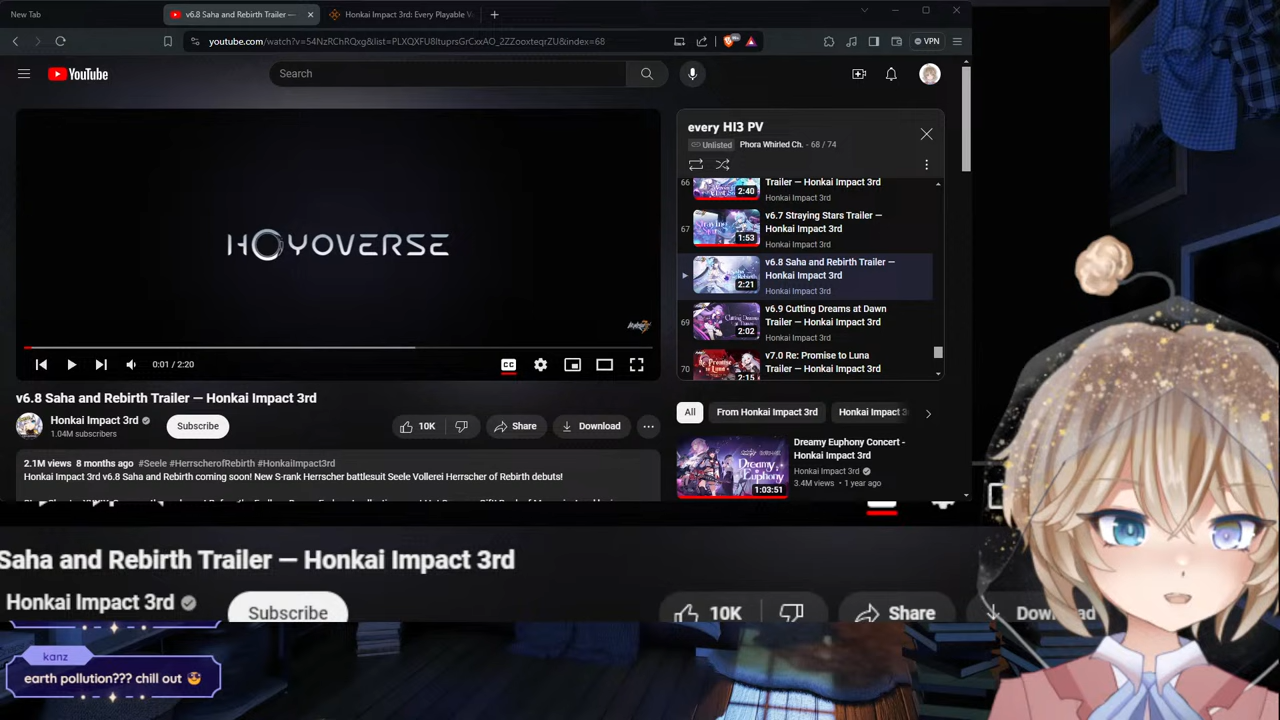 New Tab
v6.8 Saha and Rebirth Trailer —
Honkai Impact 3rd: Every Playable V
youtube.com/watch?v=54NzRChRQxg&list=PLXQXFU8ltuprsGrCxxAO_2ZZooxteqrZU&index=68
VPN
YouTube
Search
HOYOVERSE
0:01 / 2:20
CC
every HI3 PV
Unlisted
Phora Whirled Ch. - 68 / 74
66
2:40
Trailer — Honkai Impact 3rd
Honkai Impact 3rd
67
1:53
v6.7 Straying Stars Trailer —
Honkai Impact 3rd
Honkai Impact 3rd
2:21
v6.8 Saha and Rebirth Trailer —
Honkai Impact 3rd
Honkai Impact 3rd
69
2:02
v6.9 Cutting Dreams at Dawn
Trailer — Honkai Impact 3rd
Honkai Impact 3rd
70
2:15
v7.0 Re: Promise to Luna
Trailer — Honkai Impact 3rd
v6.8 Saha and Rebirth Trailer — Honkai Impact 3rd
Honkai Impact 3rd
1.04M subscribers
Subscribe
10K
Share
Download
All
From Honkai Impact 3rd
Honkai Impact 3
2.1M views 8 months ago #Seele #HerrscherofRebirth #HonkaiImpact3rd
Honkai Impact 3rd v6.8 Saha and Rebirth coming soon! New S-rank Herrscher battlesuit Seele Vollerei Herrscher of Rebirth debuts!
Dreamy Euphony
1:03:51
Dreamy Euphony Concert -
Honkai Impact 3rd
Honkai Impact 3rd
3.4M views • 1 year ago
Saha and Rebirth Trailer — Honkai Impact 3rd
Honkai Impact 3rd
Subscribe
10K
Share
kanz
earth pollution??? chill out